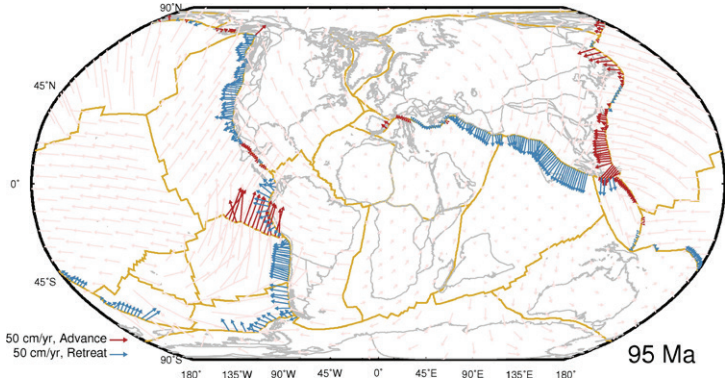 90˚N
45˚N
0˚
45˚S
50 cm/yr, Advance
50 cm/yr, Retreat
90˚S
180˚ 135˚W 90˚W 45˚W 0˚ 45˚E 90˚E 135˚E 180˚
95 Ma